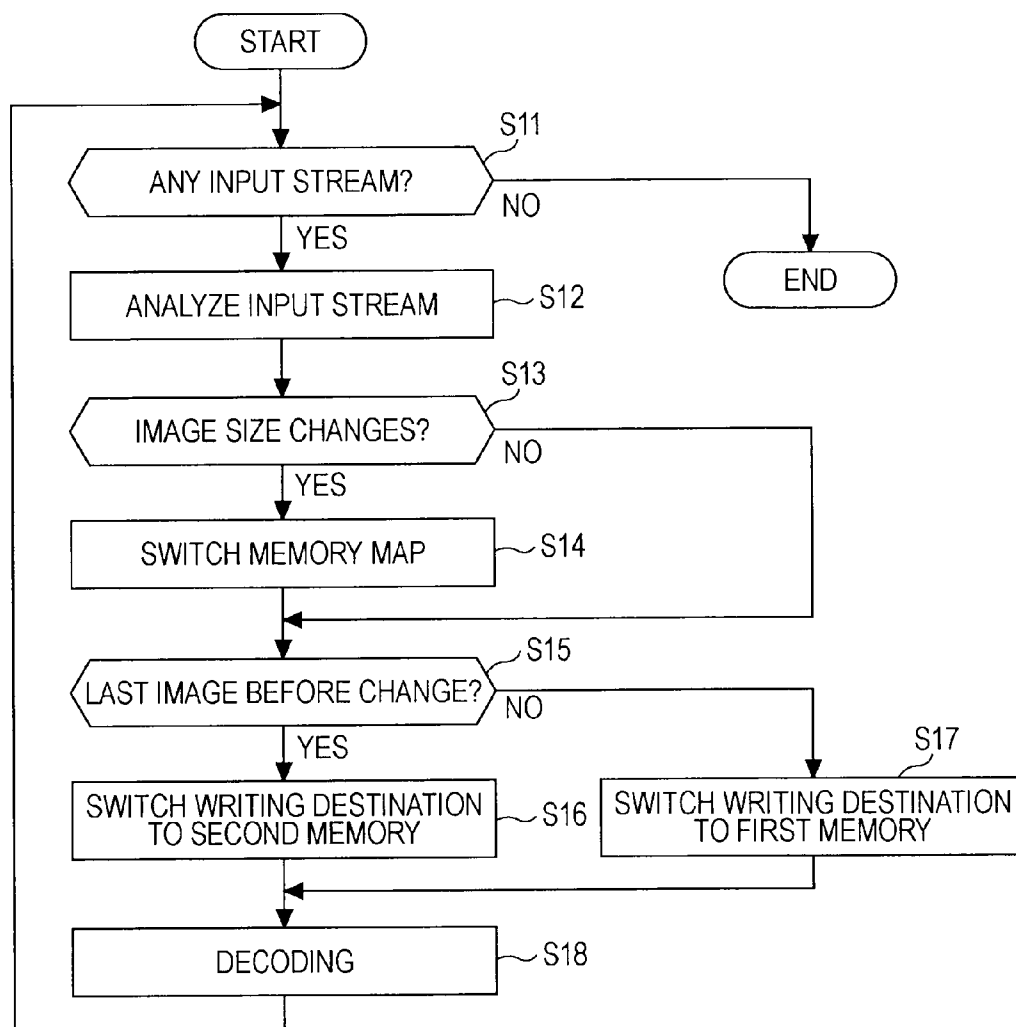 START
S11
ANY INPUT STREAM?
NO
YES
END
ANALYZE INPUT STREAM
S12
S13
IMAGE SIZE CHANGES?
NO
YES
SWITCH MEMORY MAP
S14
S15
LAST IMAGE BEFORE CHANGE?
NO
YES
S17
SWITCH WRITING DESTINATION
TO SECOND MEMORY
S16
SWITCH WRITING DESTINATION
TO FIRST MEMORY
DECODING
S18